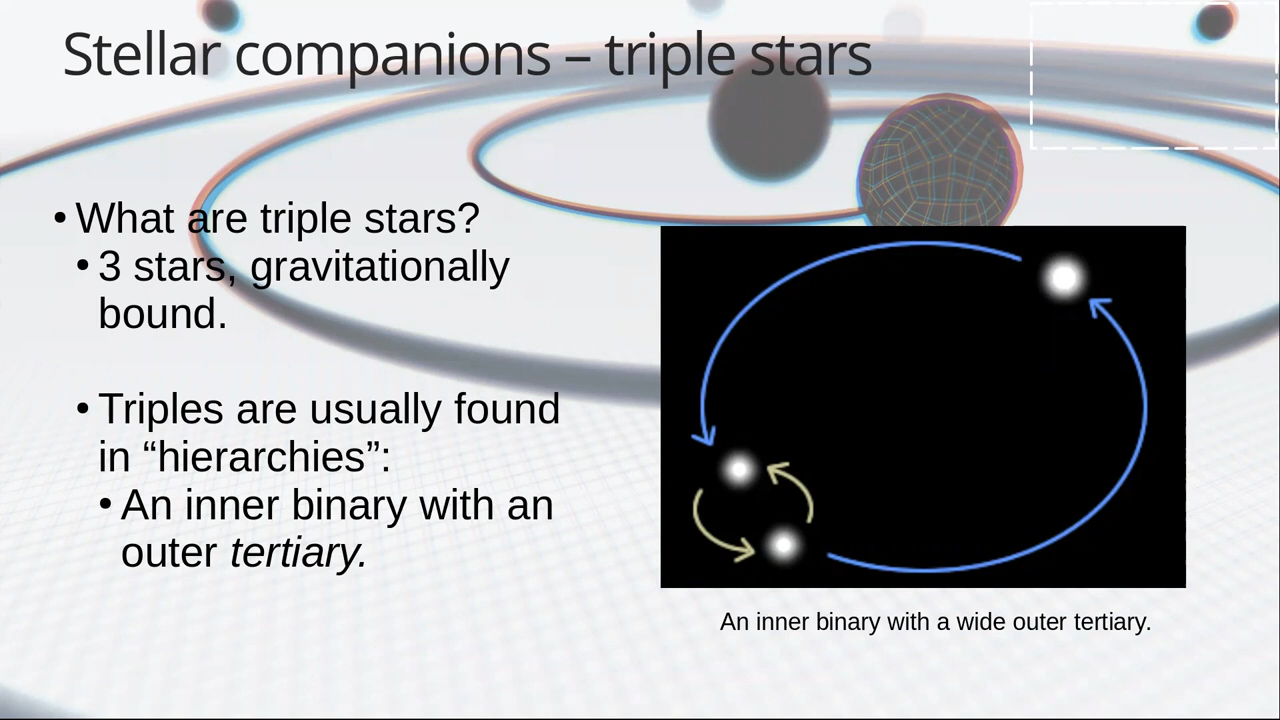 Stellar companions – triple stars
• What are triple stars?
• 3 stars, gravitationally
bound.
• Triples are usually found
in “hierarchies”:
• An inner binary with an
outer tertiary.
An inner binary with a wide outer tertiary.